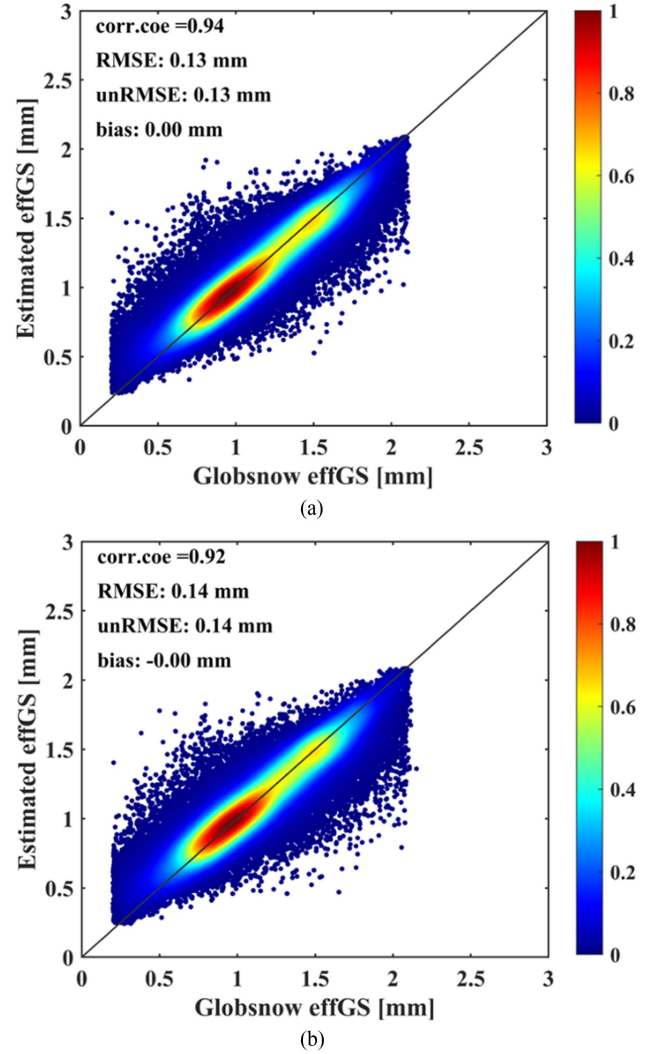 corr.coe =0.94
RMSE: 0.13 mm
unRMSE: 0.13 mm
bias: 0.00 mm
3
2.5
2
1.5
1
0.5
0
Estimated effGS [mm]
0 0.5 1 1.5 2 2.5 3
Globsnow effGS [mm]
1
0.8
0.6
0.4
0.2
0
(a)
corr.coe =0.92
RMSE: 0.14 mm
unRMSE: 0.14 mm
bias: -0.00 mm
3
2.5
2
1.5
1
0.5
0
Estimated effGS [mm]
0 0.5 1 1.5 2 2.5 3
Globsnow effGS [mm]
1
0.8
0.6
0.4
0.2
0
(b)